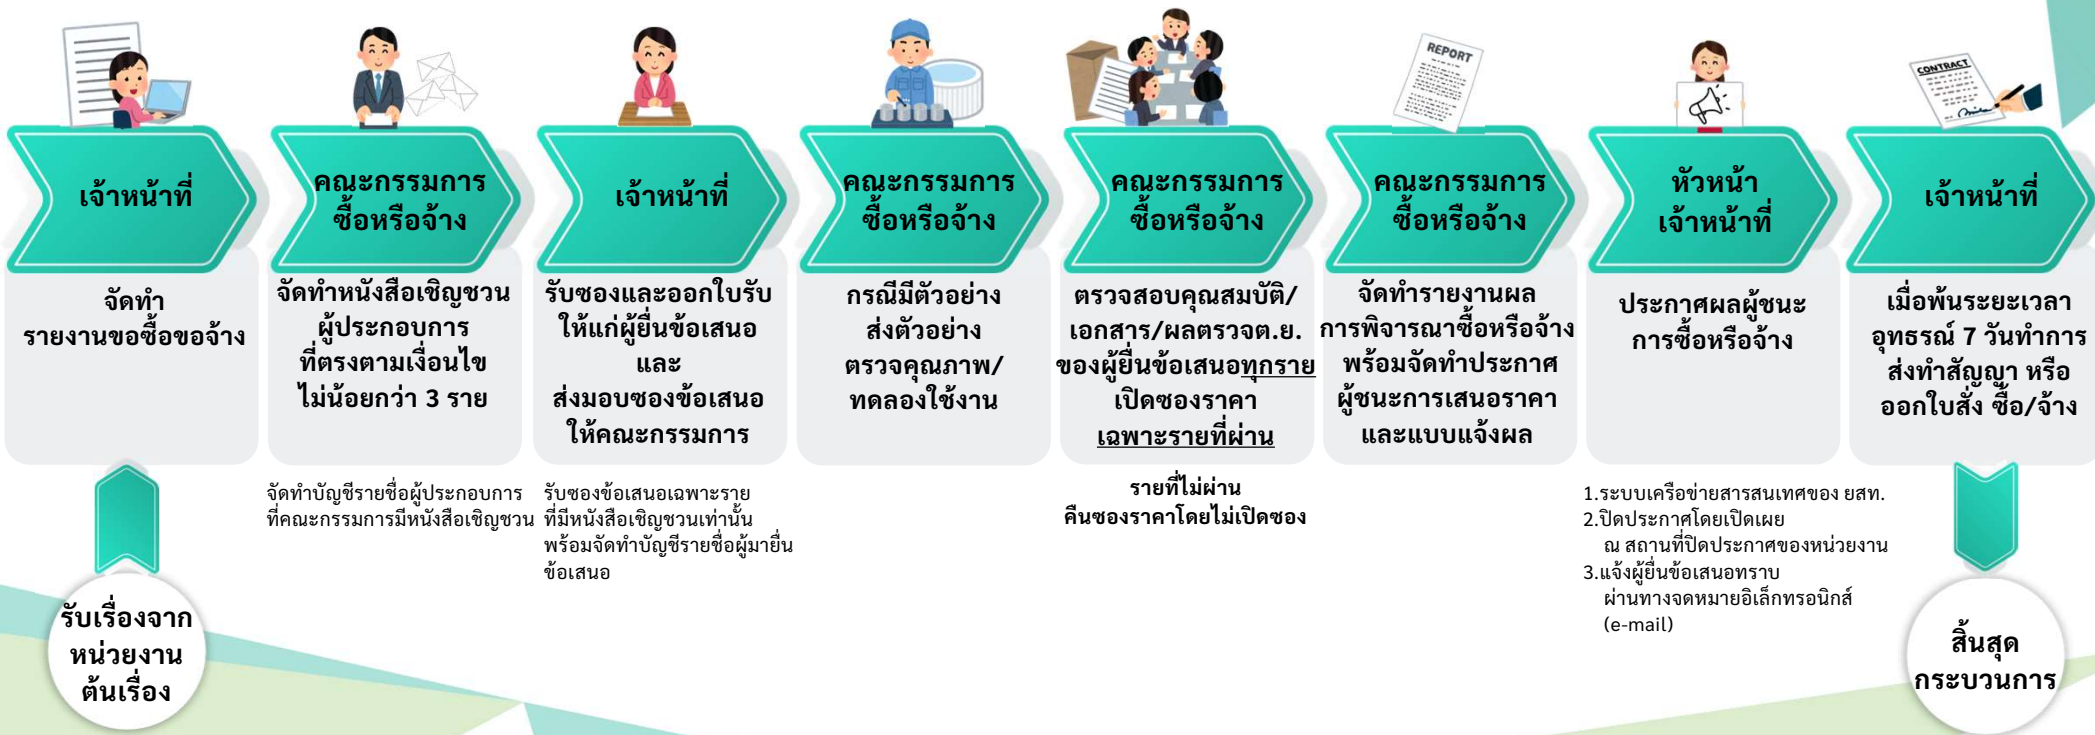 REPORT
CONTRACT
เจ้าหน้าที่
จัดทำ
รายงานขอซื้อขอจ้าง
รับเรื่องจาก
หน่วยงาน
ต้นเรื่อง
คณะกรรมการ
ซื้อหรือจ้าง
จัดทำหนังสือเชิญชวน
ผู้ประกอบการ
ที่ตรงตามเงื่อนไข
ไม่น้อยกว่า 3 ราย
จัดทำบัญชีรายชื่อผู้ประกอบการ
ที่คณะกรรมการมีหนังสือเชิญชวน
เจ้าหน้าที่
รับซองและออกใบรับ
ให้แก่ผู้ยื่นข้อเสนอ
และ
ส่งมอบซองข้อเสนอ
ให้คณะกรรมการ
รับซองข้อเสนอเฉพาะราย
ที่มีหนังสือเชิญชวนเท่านั้น
พร้อมจัดทำบัญชีรายชื่อผู้มายื่น
ข้อเสนอ
คณะกรรมการ
ซื้อหรือจ้าง
กรณีมีตัวอย่าง
ส่งตัวอย่าง
ตรวจคุณภาพ/
ทดลองใช้งาน
คณะกรรมการ
ซื้อหรือจ้าง
ตรวจสอบคุณสมบัติ/
เอกสาร/ผลตรวจต.ย.
ของผู้ยื่นข้อเสนอทุกราย
เปิดซองราคา
เฉพาะรายที่ผ่าน
รายที่ไม่ผ่าน
คืนซองราคาโดยไม่เปิดซอง
คณะกรรมการ
ซื้อหรือจ้าง
จัดทำรายงานผล
การพิจารณาซื้อหรือจ้าง
พร้อมจัดทำประกาศ
ผู้ชนะการเสนอราคา
และแบบแจ้งผล
หัวหน้า
เจ้าหน้าที่
ประกาศผลผู้ชนะ
การซื้อหรือจ้าง
1.ระบบเครือข่ายสารสนเทศของ ยสท.
2.ปิดประกาศโดยเปิดเผย
ณ สถานที่ปิดประกาศของหน่วยงาน
3.แจ้งผู้ยื่นข้อเสนอทราบ
ผ่านทางจดหมายอิเล็กทรอนิกส์
(e-mail)
เจ้าหน้าที่
เมื่อพ้นระยะเวลา
อุทธรณ์ 7 วันทำการ
ส่งทำสัญญา หรือ
ออกใบสั่ง ซื้อ/จ้าง
สิ้นสุด
กระบวนการ